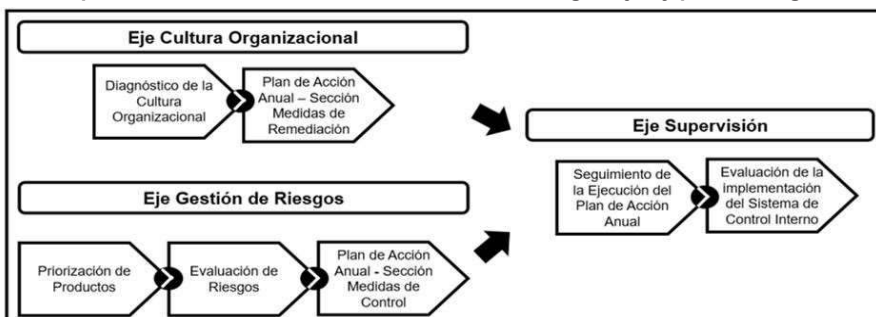 Eje Cultura Organizacional
Diagnóstico de la
Cultura
Organizacional
Plan de Acción
Anual – Sección
Medidas de
Remediación
Eje Supervisión
Seguimiento de
la Ejecución del
Plan de Acción
Anual
Evaluación de la
implementación
del Sistema de
Control Interno
Eje Gestión de Riesgos
Priorización de
Productos
Evaluación de
Riesgos
Plan de Acción
Anual - Sección
Medidas de
Control